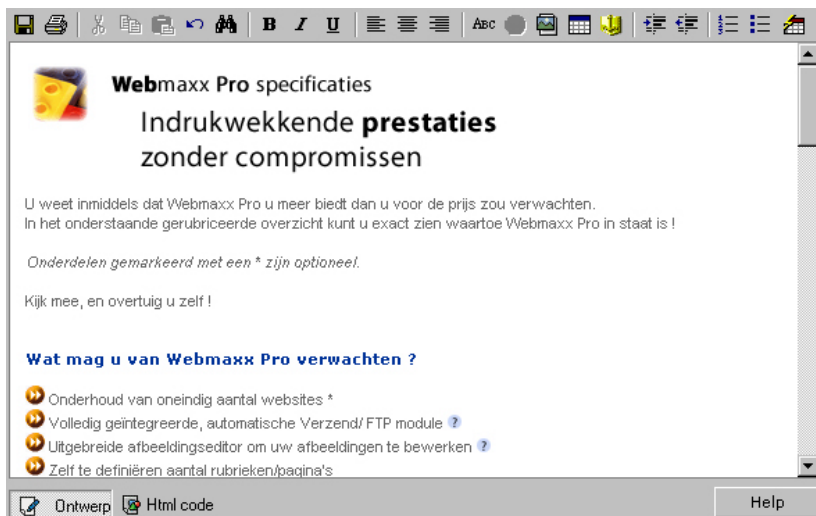 B I U ABC
Webmaxx Pro specificaties
Indrukwekkende prestaties
zonder compromissen
U weet inmiddels dat Webmaxx Pro u meer biedt dan u voor de prijs zou verwachten.
In het onderstaande gerubriceerde overzicht kunt u exact zien waartoe Webmaxx Pro in staat is !
Onderdelen gemarkeerd met een * zijn optioneel.
Kijk mee, en overtuig u zelf !
Wat mag u van Webmaxx Pro verwachten ?
Onderhoud van oneindig aantal websites *
Volledig geïntegreerde, automatische Verzend/ FTP module ?
Uitgebreide afbeeldingseditor om uw afbeeldingen te bewerken ?
Zelf te definiëren aantal rubrieken/pagina's
Ontwerp Html code Help